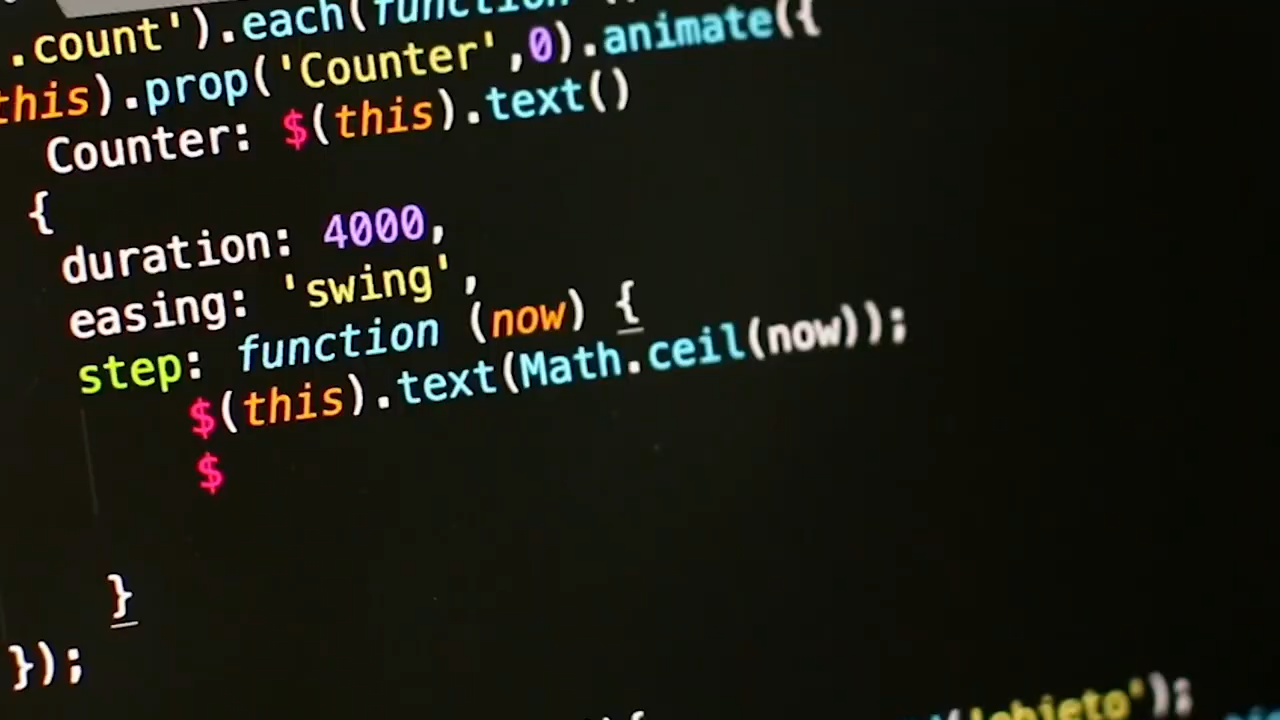 .count').each(function (
this).prop('Counter',0).animate({
Counter: $(this).text()
{
duration: 4000,
easing: 'swing',
step: function (now) {
$(this).text(Math.ceil(now));
$
}
});
{
'objeto');